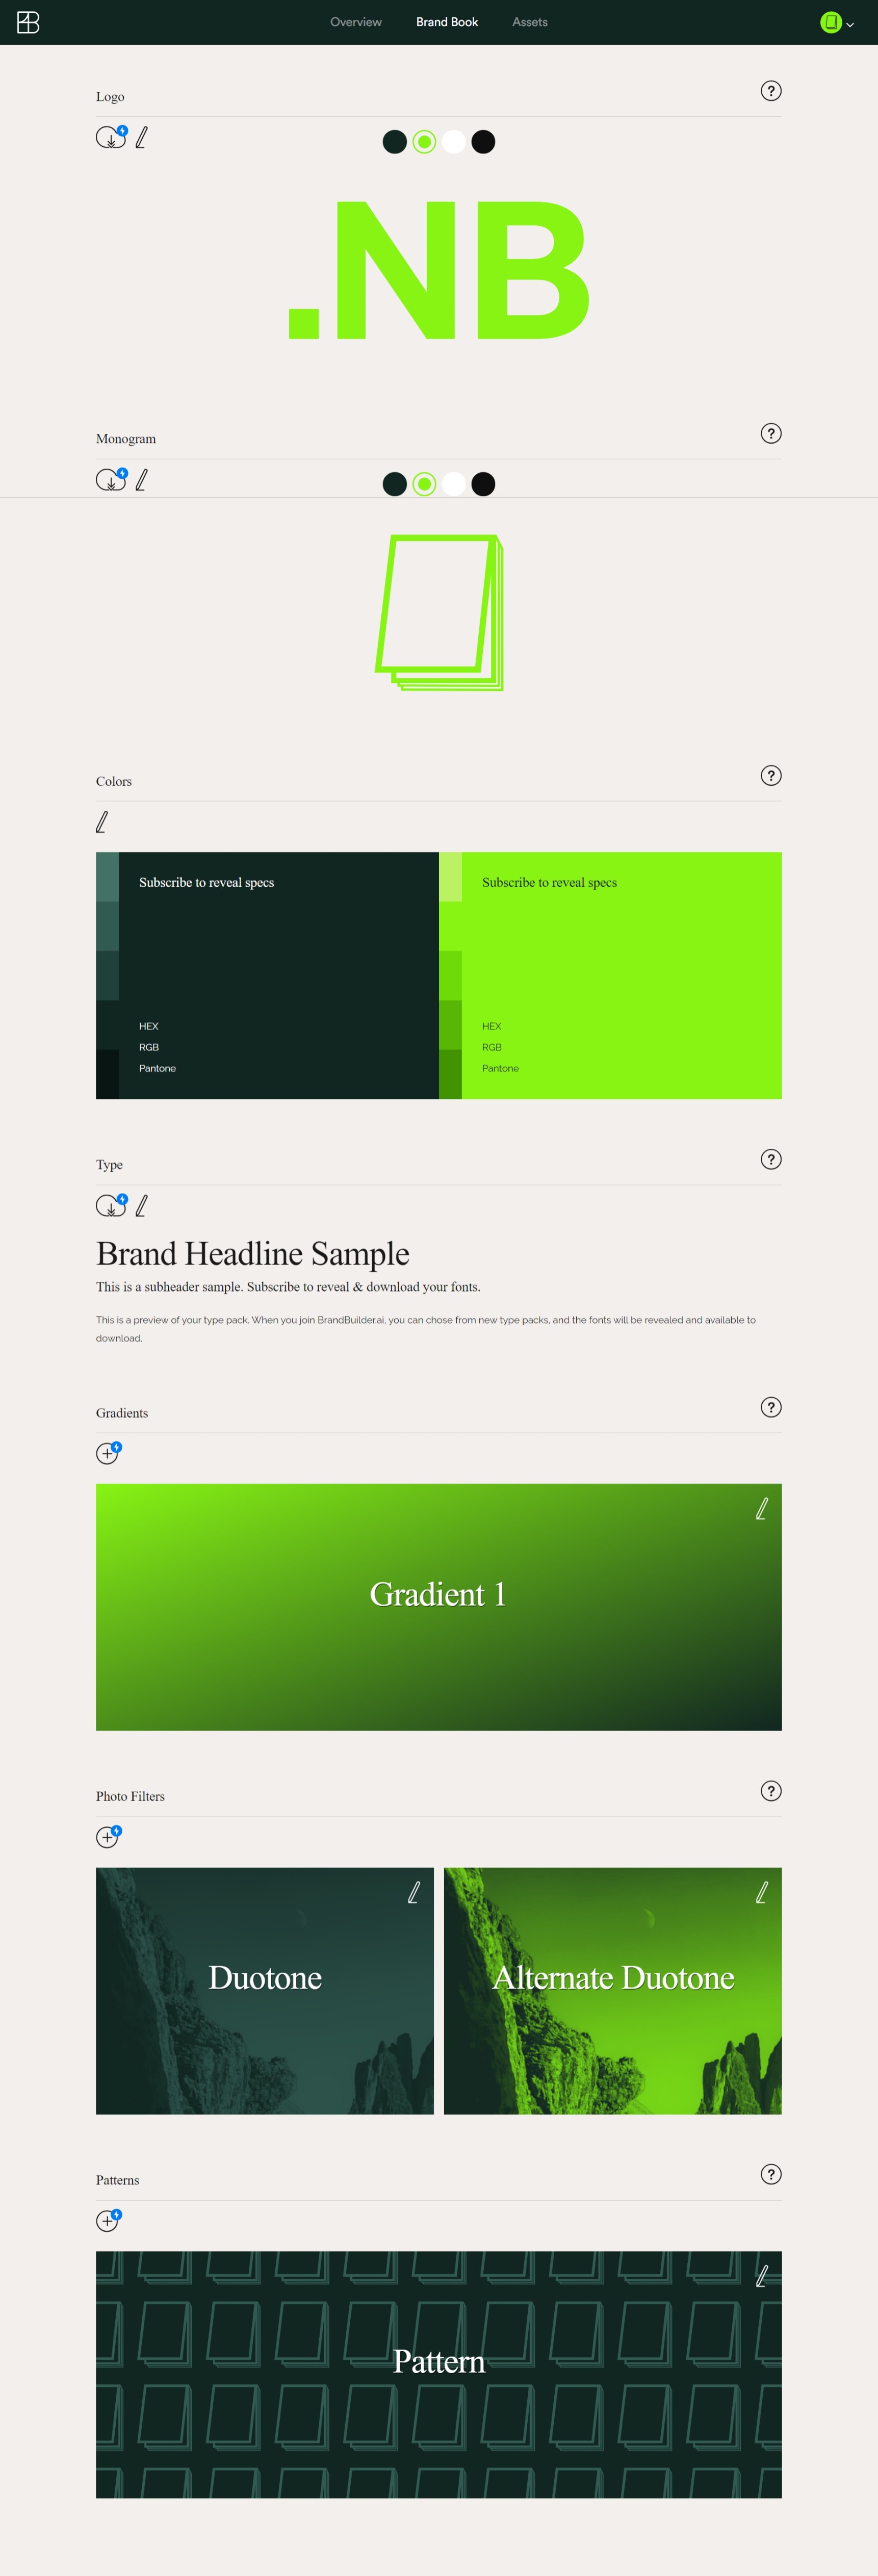 Overview Brand Book Assets
Logo
?
.NB
Monogram
?
Colors
?
Subscribe to reveal specs
Subscribe to reveal specs
HEX
RGB
Pantone
HEX
RGB
Pantone
Type
?
Brand Headline Sample
This is a subheader sample. Subscribe to reveal & download your fonts.
This is a preview of your type pack. When you join BrandBuilder.ai, you can chose from new type packs, and the fonts will be revealed and available to
download.
Gradients
?
Gradient 1
Photo Filters
?
Duotone
Alternate Duotone
Patterns
?
Pattern